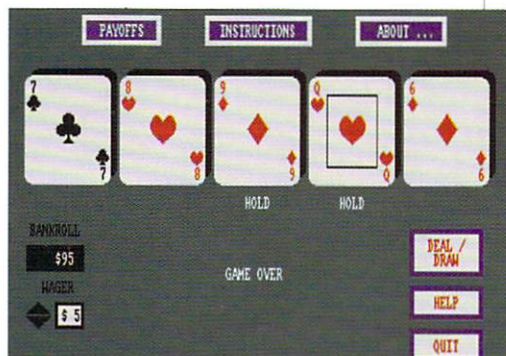 PAYOFFS INSTRUCTIONS ABOUT ...
7 8 9 Q 6
7 8 9 Q 6
HOLD HOLD
BANKROLL
$95
WAGER
$ 5
GAME OVER
DEAL /
DRAW
HELP
QUIT